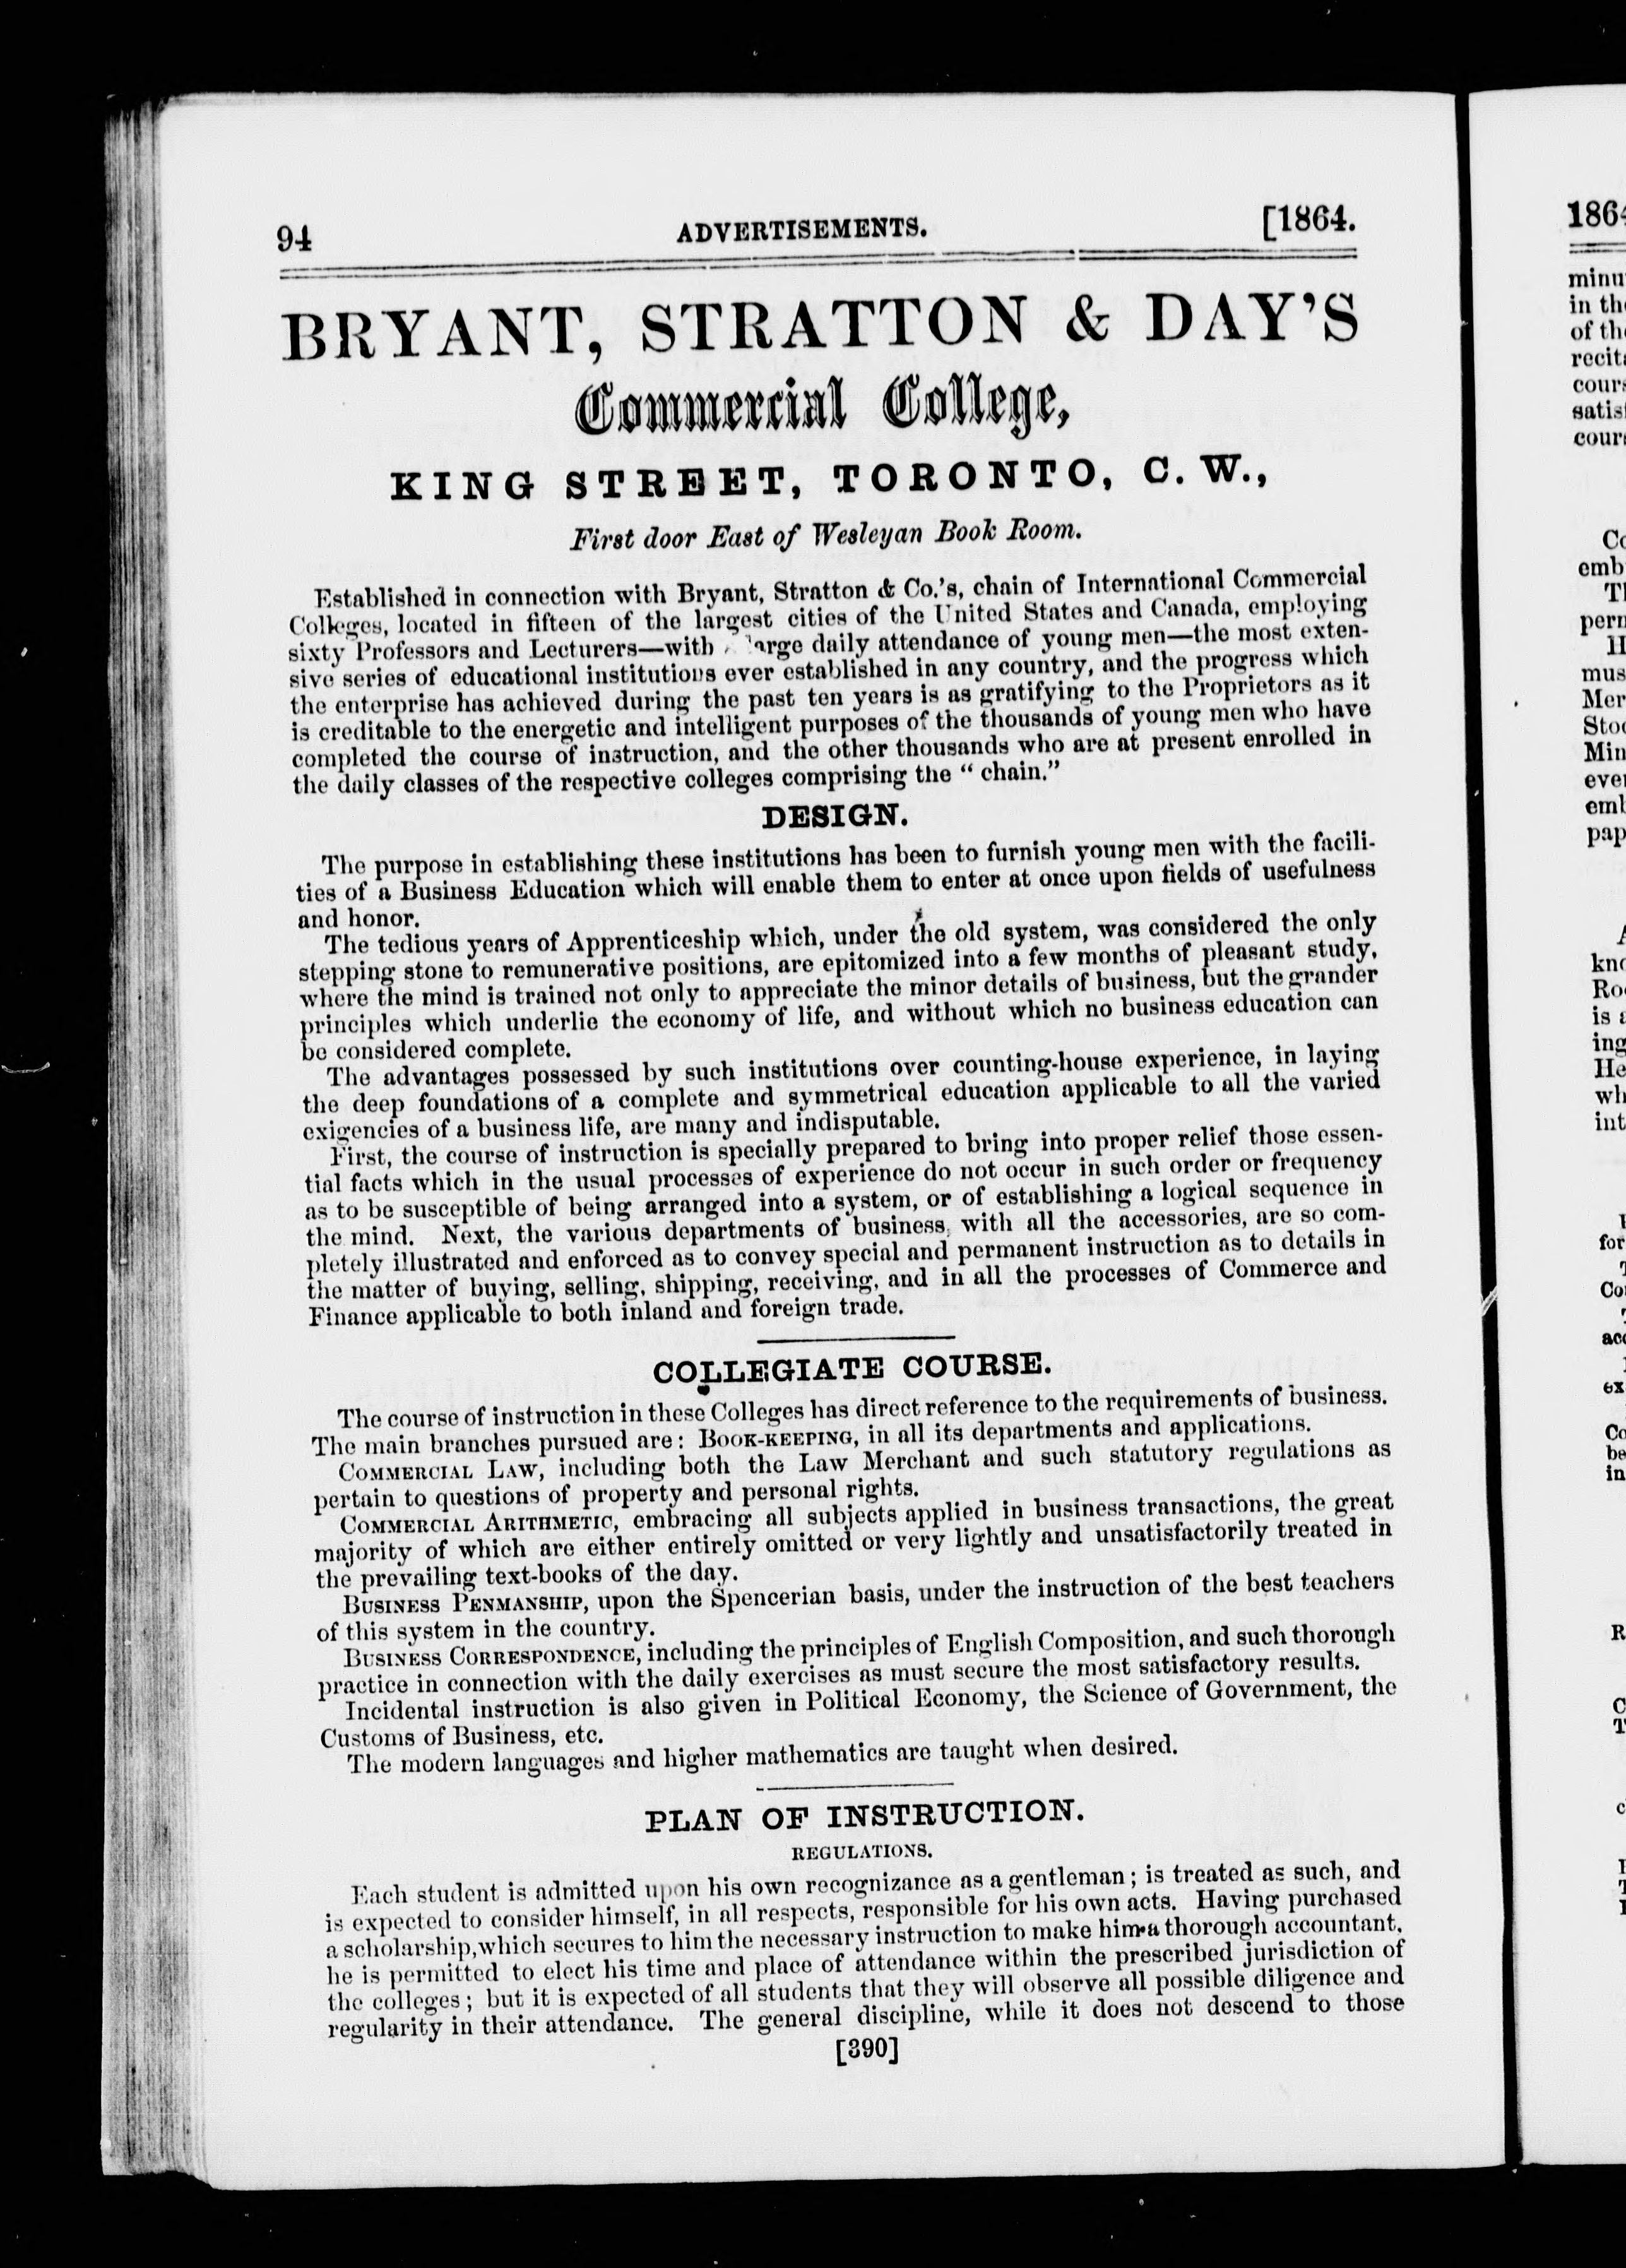 94 ADVERTISEMENTS. [1864.
BRYANT, STRATTON & DAY'S
Commercial College,
KING STREET, TORONTO, C. W.,
First door East of Wesleyan Book Room.
Established in connection with Bryant, Stratton & Co.'s, chain of International Commercial
Colleges, located in fifteen of the largest cities of the United States and Canada, employing
sixty Professors and Lecturers—with large daily attendance of young men—the most exten-
sive series of educational institutions ever established in any country, and the progress which
the enterprise has achieved during the past ten years is as gratifying to the Proprietors as it
is creditable to the energetic and intelligent purposes of the thousands of young men who have
completed the course of instruction, and the other thousands who are at present enrolled in
the daily classes of the respective colleges comprising the “ chain.”
DESIGN.
The purpose in establishing these institutions has been to furnish young men with the facili-
ties of a Business Education which will enable them to enter at once upon fields of usefulness
and honor.
The tedious years of Apprenticeship which, under the old system, was considered the only
stepping stone to remunerative positions, are epitomized into a few months of pleasant study,
where the mind is trained not only to appreciate the minor details of business, but the grander
principles which underlie the economy of life, and without which no business education can
be considered complete.
The advantages possessed by such institutions over counting-house experience, in laying
the deep foundations of a complete and symmetrical education applicable to all the varied
exigencies of a business life, are many and indisputable.
First, the course of instruction is specially prepared to bring into proper relief those essen-
tial facts which in the usual processes of experience do not occur in such order or frequency
as to be susceptible of being arranged into a system, or of establishing a logical sequence in
the mind. Next, the various departments of business, with all the accessories, are so com-
pletely illustrated and enforced as to convey special and permanent instruction as to details in
the matter of buying, selling, shipping, receiving, and in all the processes of Commerce and
Finance applicable to both inland and foreign trade.
COLLEGIATE COURSE.
The course of instruction in these Colleges has direct reference to the requirements of business.
The main branches pursued are: BOOK-KEEPING, in all its departments and applications.
COMMERCIAL LAW, including both the Law Merchant and such statutory regulations as
pertain to questions of property and personal rights.
COMMERCIAL ARITHMETIC, embracing all subjects applied in business transactions, the great
majority of which are either entirely omitted or very lightly and unsatisfactorily treated in
the prevailing text-books of the day.
BUSINESS PENMANSHIP, upon the Spencerian basis, under the instruction of the best teachers
of this system in the country.
BUSINESS CORRESPONDENCE, including the principles of English Composition, and such thorough
practice in connection with the daily exercises as must secure the most satisfactory results.
Incidental instruction is also given in Political Economy, the Science of Government, the
Customs of Business, etc.
The modern languages and higher mathematics are taught when desired.
PLAN OF INSTRUCTION.
REGULATIONS.
Each student is admitted upon his own recognizance as a gentleman; is treated as such, and
is expected to consider himself, in all respects, responsible for his own acts. Having purchased
a scholarship, which secures to him the necessary instruction to make him a thorough accountant,
he is permitted to elect his time and place of attendance within the prescribed jurisdiction of
the colleges; but it is expected of all students that they will observe all possible diligence and
regularity in their attendance. The general discipline, while it does not descend to those
[390]